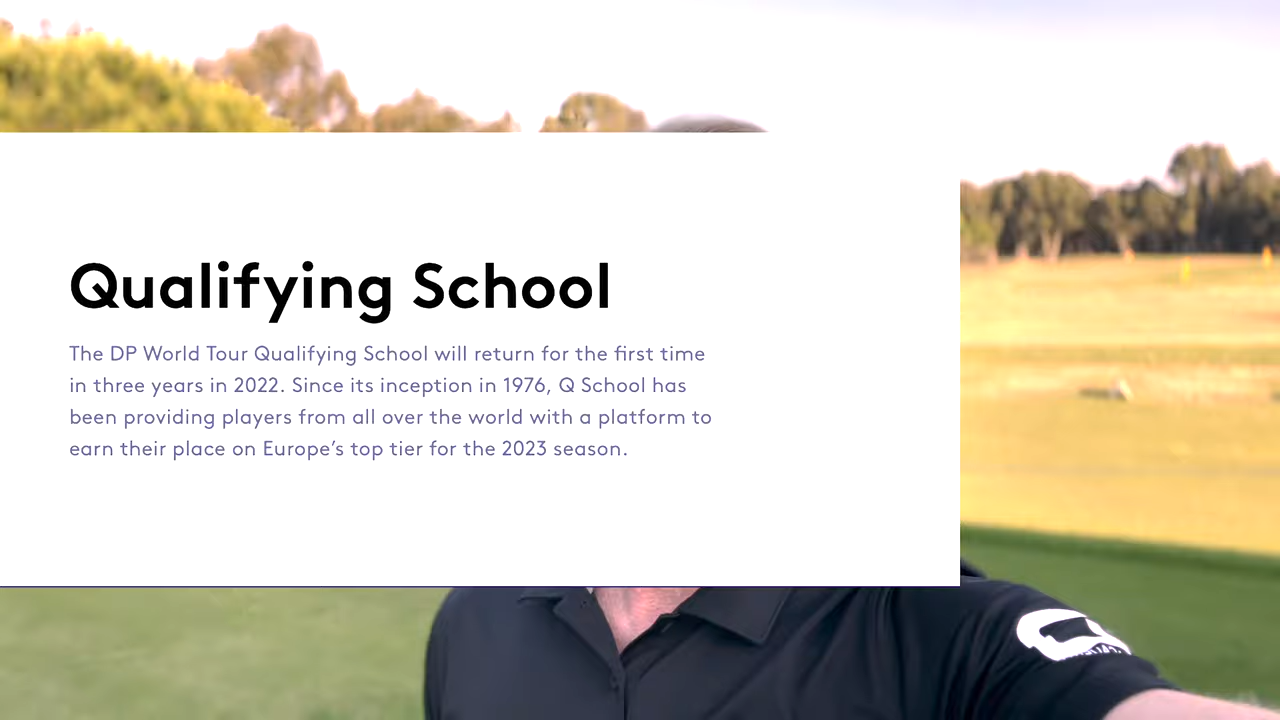 Qualifying School
The DP World Tour Qualifying School will return for the first time
in three years in 2022. Since its inception in 1976, Q School has
been providing players from all over the world with a platform to
earn their place on Europe’s top tier for the 2023 season.